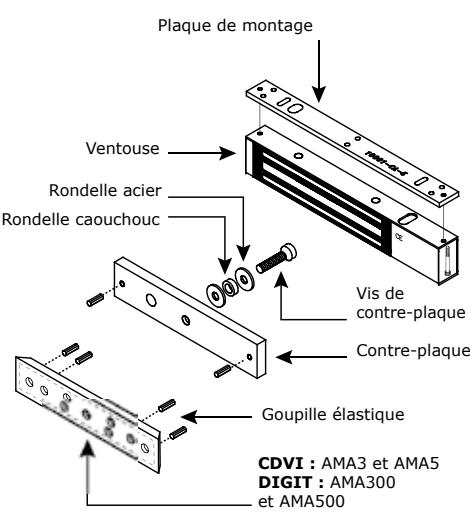 Plaque de montage
Ventouse
Rondelle acier
Rondelle caouchouc
CE
Vis de
contre-plaque
Contre-plaque
Goupille élastique
CDVI : AMA3 et AMA5
DIGIT : AMA300
et AMA500